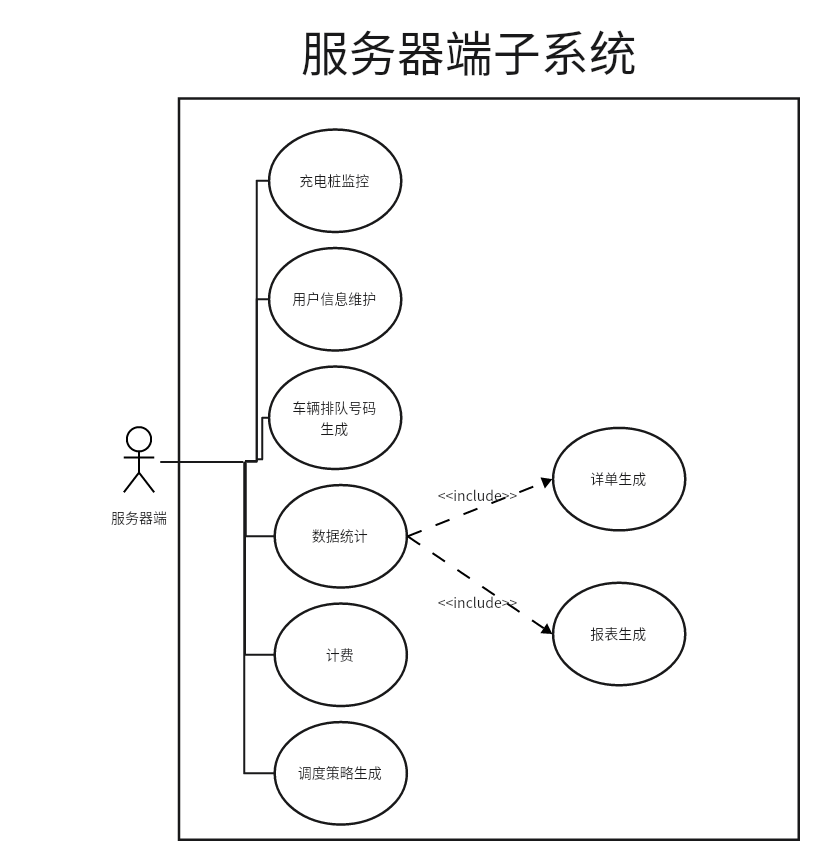 服务器端子系统
充电桩监控
用户信息维护
车辆排队号码
生成
服务器端
数据统计
<<include>>
详单生成
<<include>>
报表生成
计费
调度策略生成